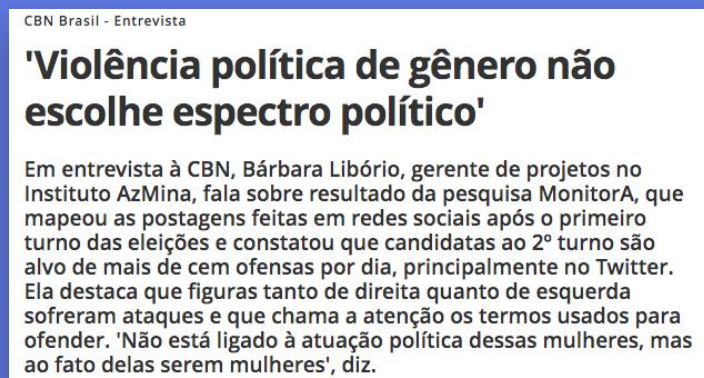 CBN Brasil - Entrevista
'Violência política de gênero não
escolhe espectro político'
Em entrevista à CBN, Bárbara Libório, gerente de projetos no
Instituto AzMina, fala sobre resultado da pesquisa MonitorA, que
mapeou as postagens feitas em redes sociais após o primeiro
turno das eleições e constatou que candidatas ao 2º turno são
alvo de mais de cem ofensas por dia, principalmente no Twitter.
Ela destaca que figuras tanto de direita quanto de esquerda
sofreram ataques e que chama a atenção os termos usados para
ofender. 'Não está ligado à atuação política dessas mulheres, mas
ao fato delas serem mulheres', diz.